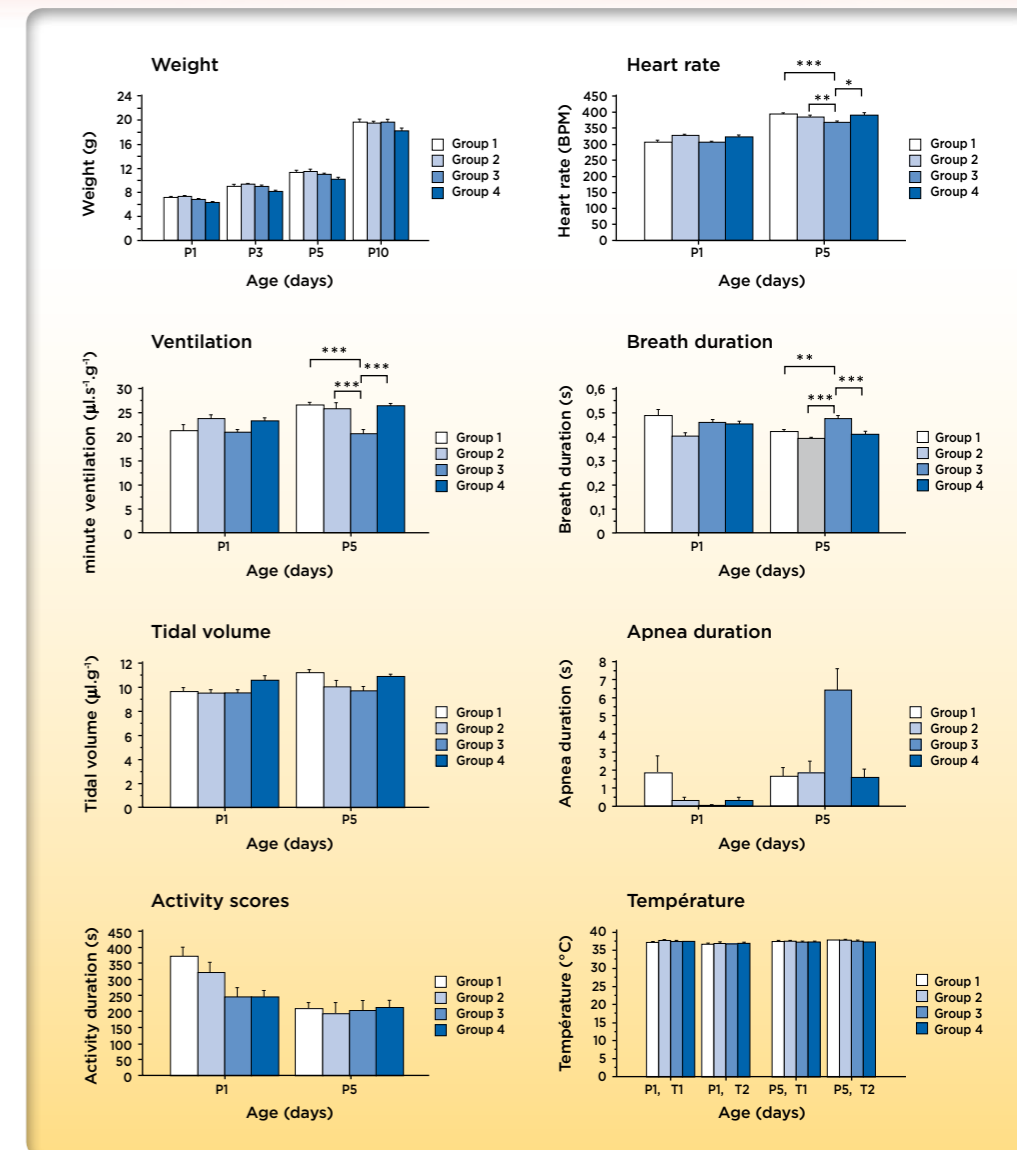 Weight
Weight (g)
24
20
16
12
8
4
0
P1 P3 P5 P10
Age (days)
Group 1
Group 2
Group 3
Group 4
Heart rate
Heart rate (BPM)
450
400
350
300
250
200
150
100
50
0
***
**
*
P1 P5
Age (days)
Group 1
Group 2
Group 3
Group 4
Ventilation
minute ventilation (µl.s⁻¹.g⁻¹)
30
25
20
15
10
5
0
***
***
***
P1 P5
Age (days)
Group 1
Group 2
Group 3
Group 4
Breath duration
Breath duration (s)
0,6
0,5
0,4
0,3
0,2
0,1
0
**
***
***
P1 P5
Age (days)
Group 1
Group 2
Group 3
Group 4
Tidal volume
Tidal volume (µl.g⁻¹)
12
10
8
6
4
2
0
P1 P5
Age (days)
Group 1
Group 2
Group 3
Group 4
Apnea duration
Apnea duration (s)
8
7
6
5
4
3
2
1
0
P1 P5
Age (days)
Group 1
Group 2
Group 3
Group 4
Activity scores
Activity duration (s)
450
400
350
300
250
200
150
100
50
0
P1 P5
Age (days)
Group 1
Group 2
Group 3
Group 4
Température
Température (°C)
40
35
30
25
20
15
10
5
0
P1, T1 P1, T2 P5, T1 P5, T2
Age (days)
Group 1
Group 2
Group 3
Group 4